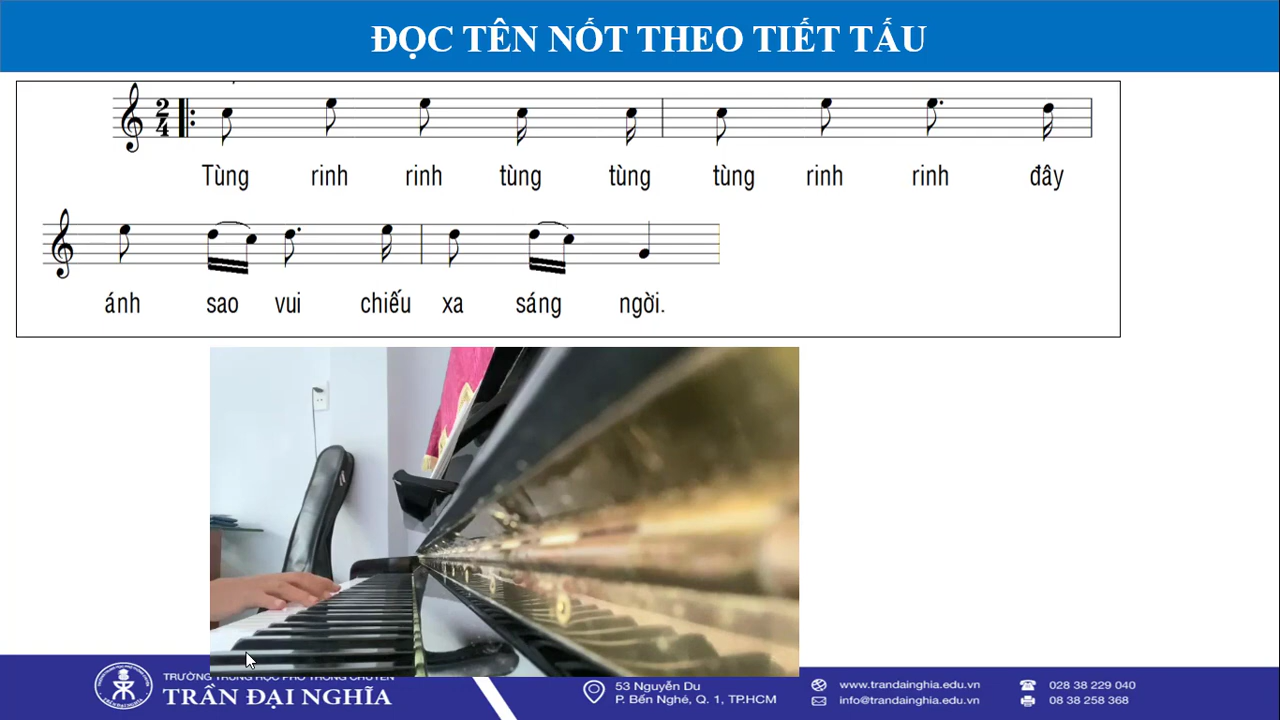 ĐỌC TÊN NỐT THEO TIẾT TẤU
2
4
Tùng rinh rinh tùng tùng tùng rinh rinh đây
ánh sao vui chiếu xa sáng ngời.
TRƯỜNG TRUNG HỌC PHỔ THÔNG CHUYÊN
TRẦN ĐẠI NGHĨA
53 Nguyễn Du
P. Bến Nghé, Q. 1, TP.HCM
www.trandainghia.edu.vn
info@trandainghia.edu.vn
028 38 229 040
08 38 258 368